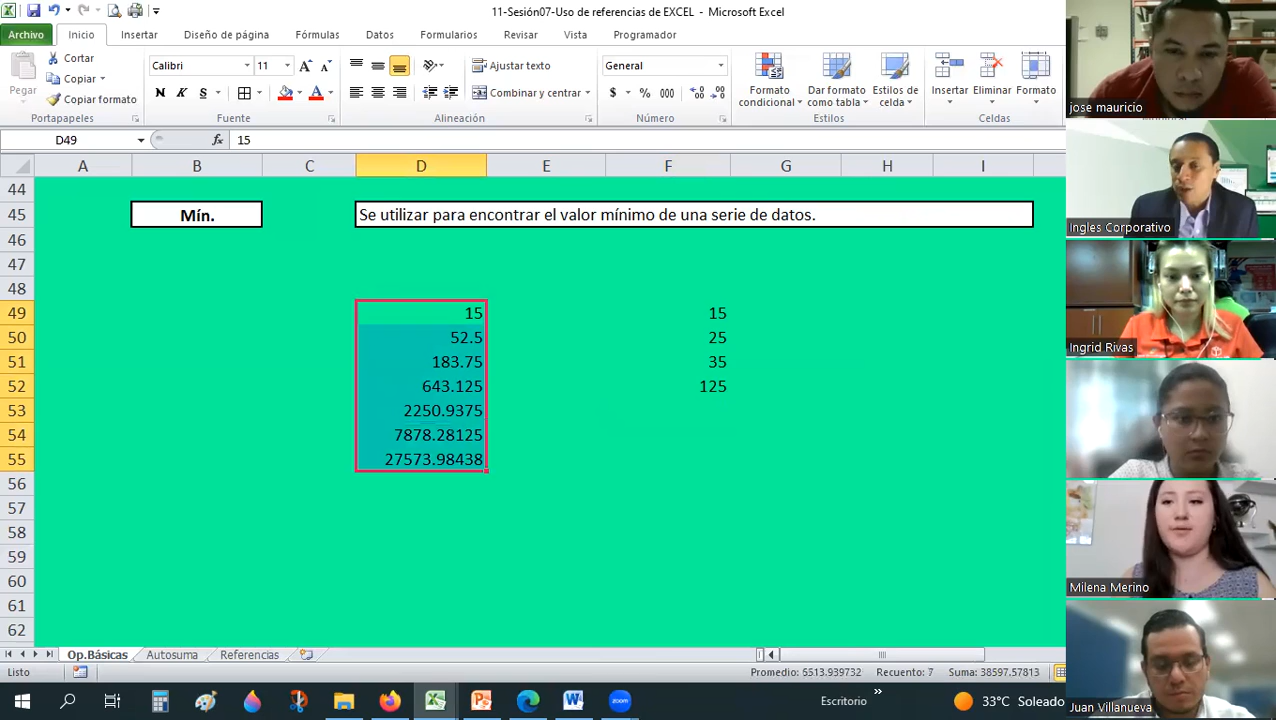 11-Sesión07-Uso de referencias de EXCEL - Microsoft Excel
Archivo Inicio Insertar Diseño de página Fórmulas Datos Formularios Revisar Vista Programador
Pegar
Cortar
Copiar
Copiar formato
Portapapeles
Calibri 11
N K S
Fuente
Ajustar texto
Combinar y centrar
Alineación
General
$ % 000
Número
Formato condicional
Dar formato como tabla
Estilos de celda
Estilos
Insertar Eliminar Formato
Celdas
D49 fx 15
A B C D E F G H I
44
45 Mín. Se utilizar para encontrar el valor mínimo de una serie de datos.
46
47
48
49 15 15
50 52.5 25
51 183.75 35
52 643.125 125
53 2250.9375
54 7878.28125
55 27573.98438
56
57
58
59
60
61
62
Op.Básicas Autosuma Referencias
Listo Promedio: 6513.939732 Recuento: 7 Suma: 38597.57813
Escritorio » 33°C Soleado
zoom
jose mauricio
Ingles Corporativo
Ingrid Rivas
Milena Merino
Juan Villanueva